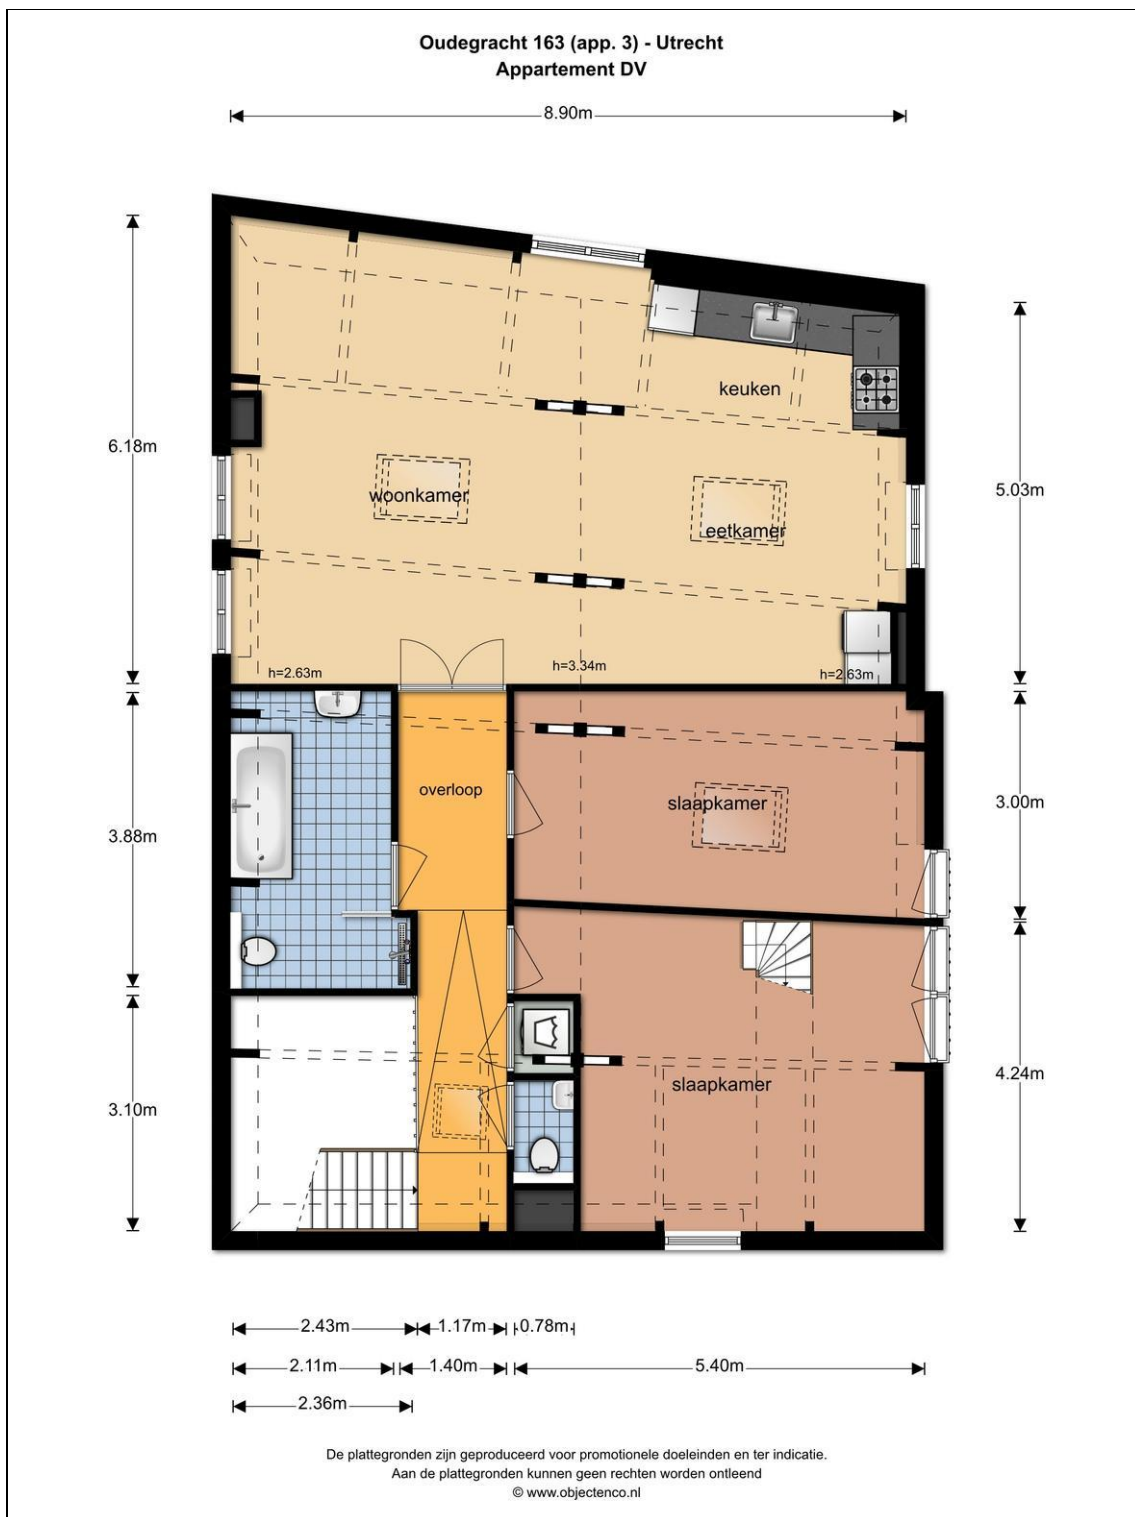 Oudegracht 163 (app. 3) - Utrecht
Appartement DV
8.90m
6.18m
5.03m
keuken
woonkamer
eetkamer
h=2.63m
h=3.34m
h=2.63m
overloop
slaapkamer
3.88m
3.00m
slaapkamer
3.10m
4.24m
2.43m
1.17m
0.78m
2.11m
1.40m
5.40m
2.36m
De plattegronden zijn geproduceerd voor promotionele doeleinden en ter indicatie.
Aan de plattegronden kunnen geen rechten worden ontleend
© www.objectenco.nl